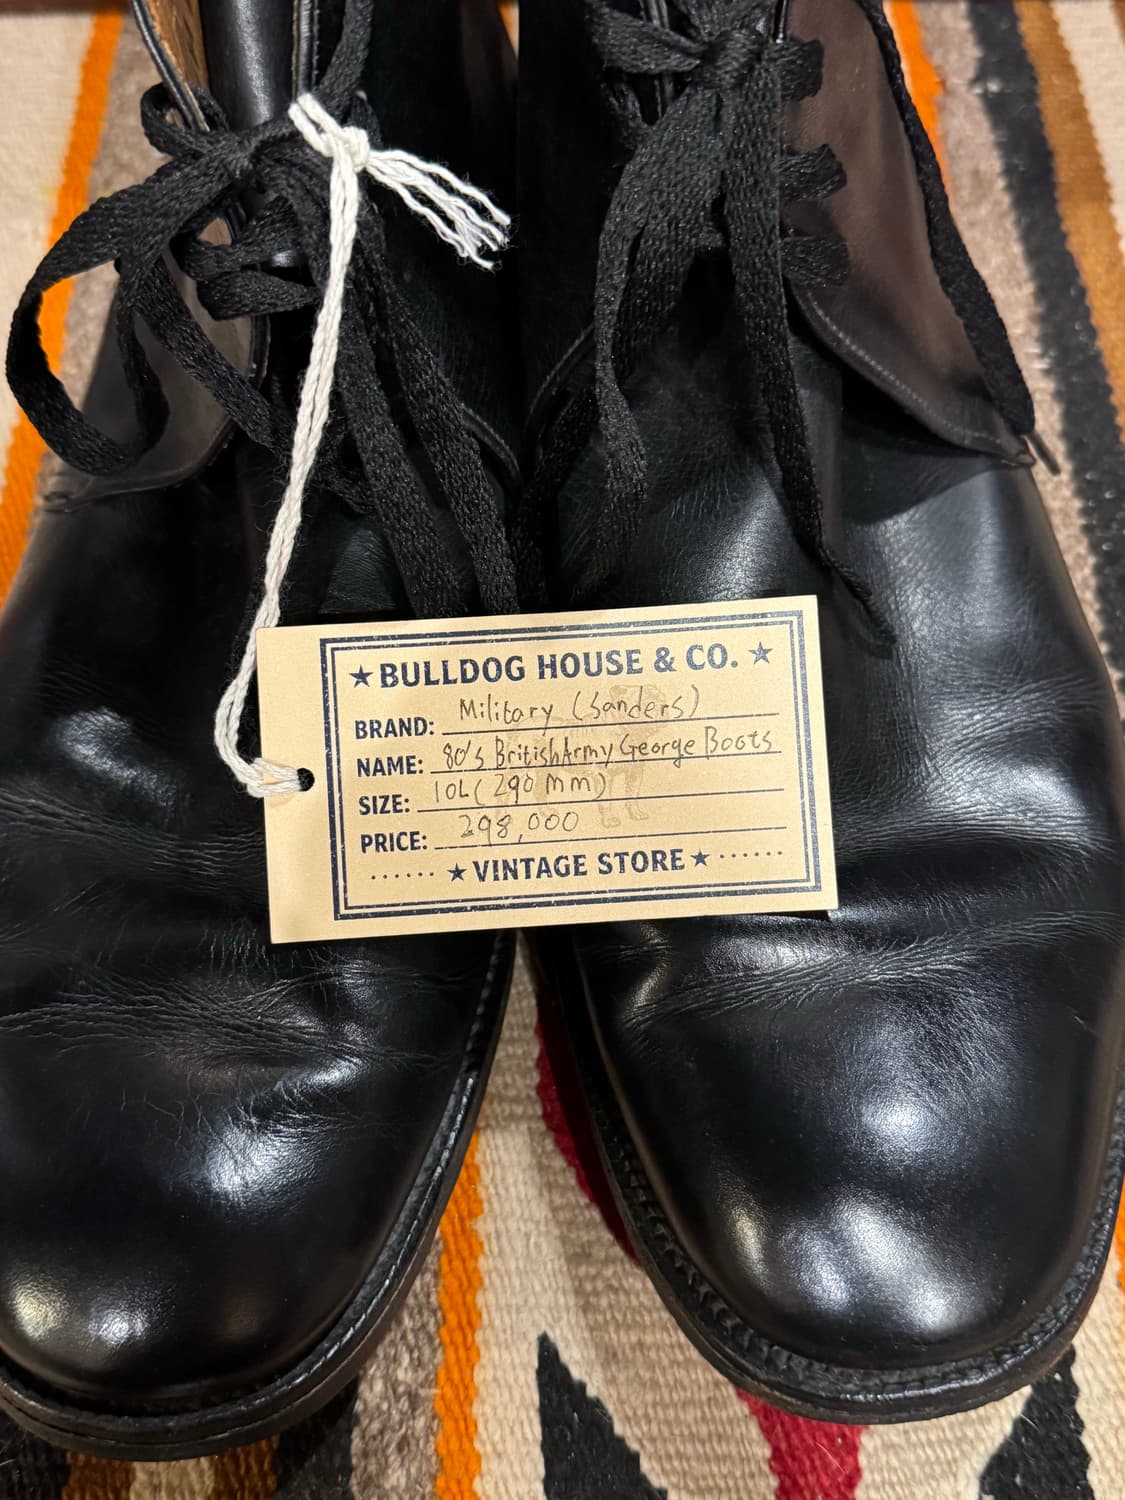 ★BULLDOG HOUSE & CO.★
BRAND: Military (Sanders)
NAME: 80's British Army George Boots
SIZE: 10L (290 mm)
PRICE: 298,000
······ ★VINTAGE STORE★ ······